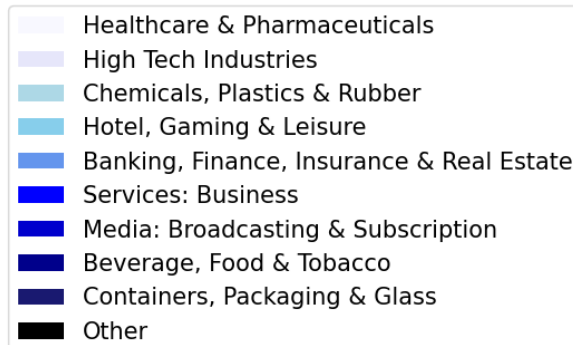 Healthcare & Pharmaceuticals
High Tech Industries
Chemicals, Plastics & Rubber
Hotel, Gaming & Leisure
Banking, Finance, Insurance & Real Estate
Services: Business
Media: Broadcasting & Subscription
Beverage, Food & Tobacco
Containers, Packaging & Glass
Other